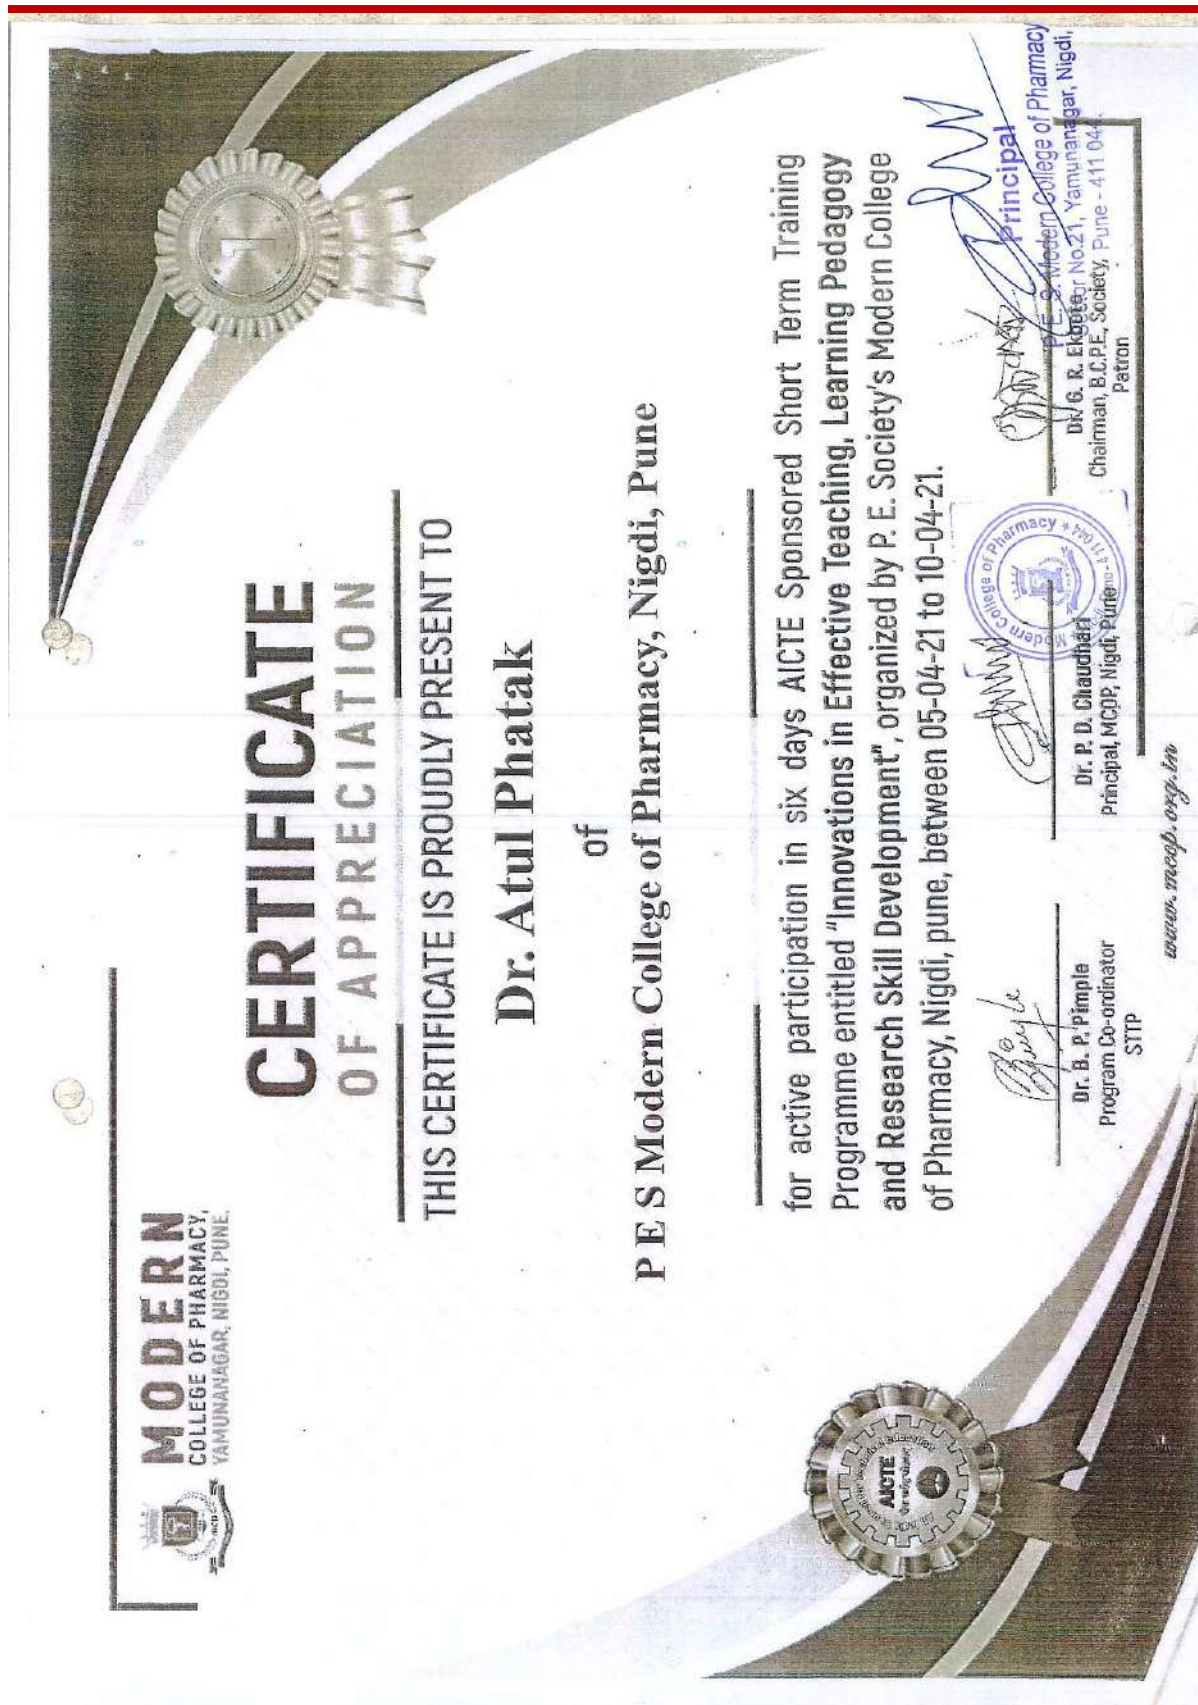 MODERN
COLLEGE OF PHARMACY,
YAMUNANAGAR, NIGDI, PUNE.
CERTIFICATE
OF APPRECIATION
THIS CERTIFICATE IS PROUDLY PRESENT TO
Dr. Atul Phatak
of
P E S Modern College of Pharmacy, Nigdi, Pune
for active participation in six days AICTE Sponsored Short Term Training
Programme entitled "Innovations in Effective Teaching, Learning Pedagogy
and Research Skill Development", organized by P. E. Society's Modern College
of Pharmacy, Nigdi, pune, between 05-04-21 to 10-04-21.
Dr. B. P. Pimple
Program Co-ordinator
STTP
Dr. P. D. Chaudhari
Principal, MCOP, Nigdi, Pune
Modern College of Pharmacy
Dr. G. R. Ekbote
Chairman, B.C.P.E, Society,
Patron
Principal
P. E. S. Modern College of Pharmacy
Sector No.21, Yamunanagar, Nigdi,
Pune - 411 044.
www.mcop.org.in
AICTE